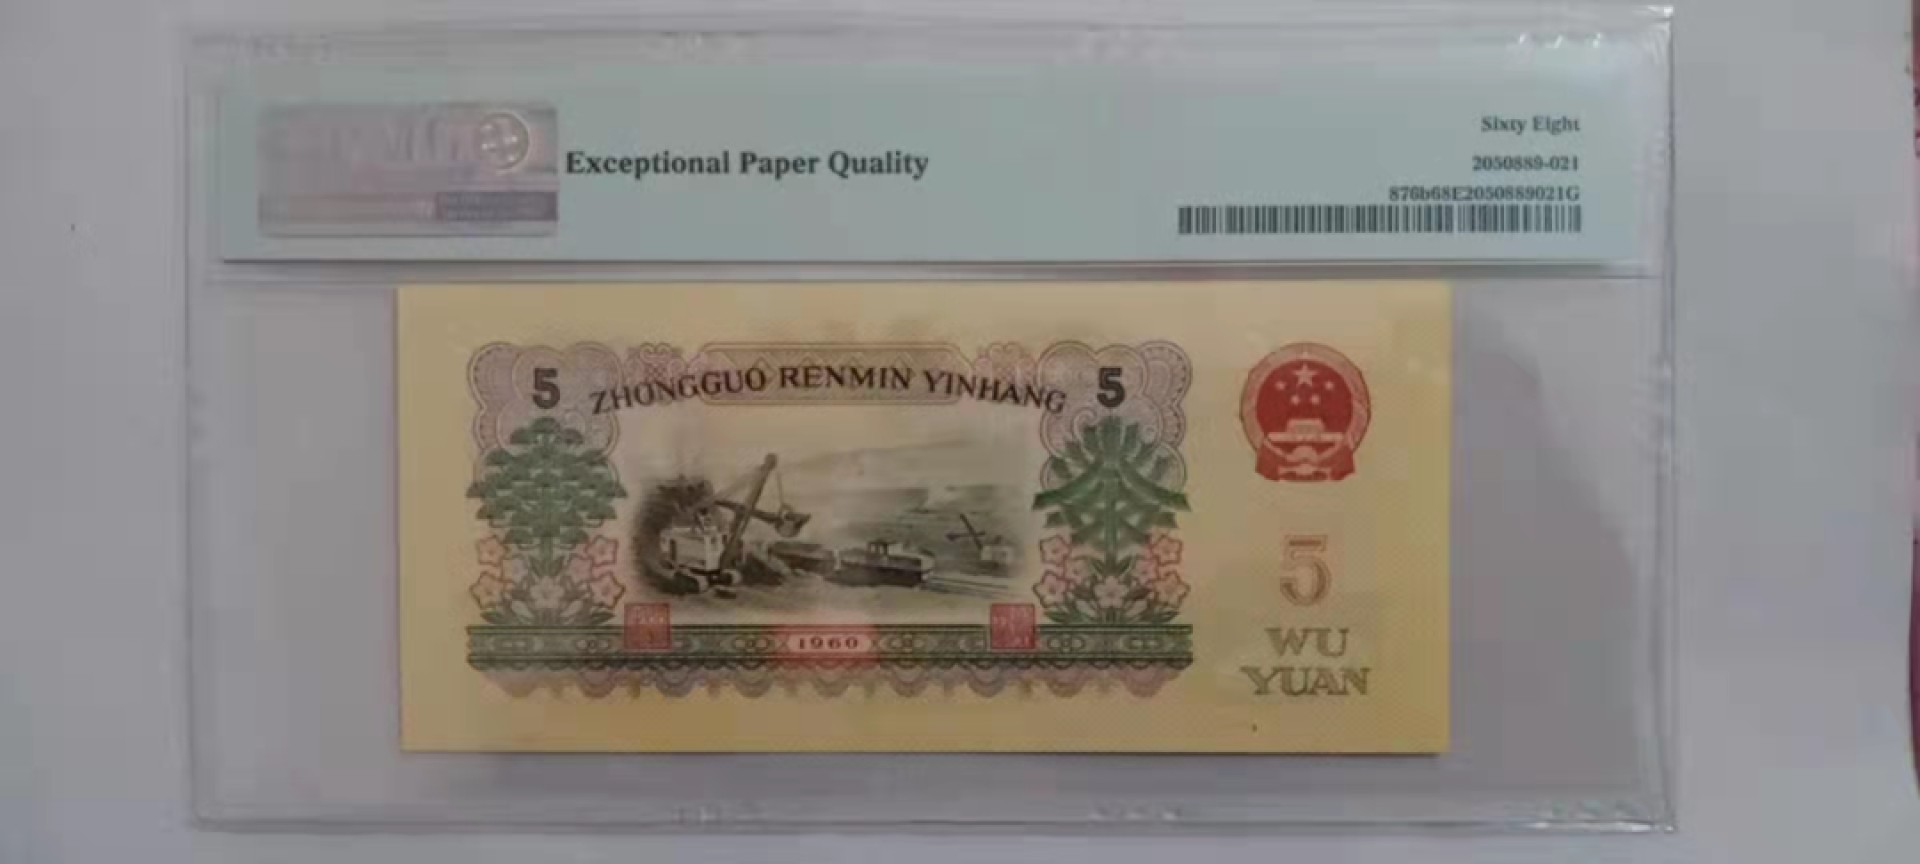 Sixty Eight
Exceptional Paper Quality
2050889-021
876b68E2050889021G
5 ZHONGGUO RENMIN YINHANG 5
1960
5
WU
YUAN